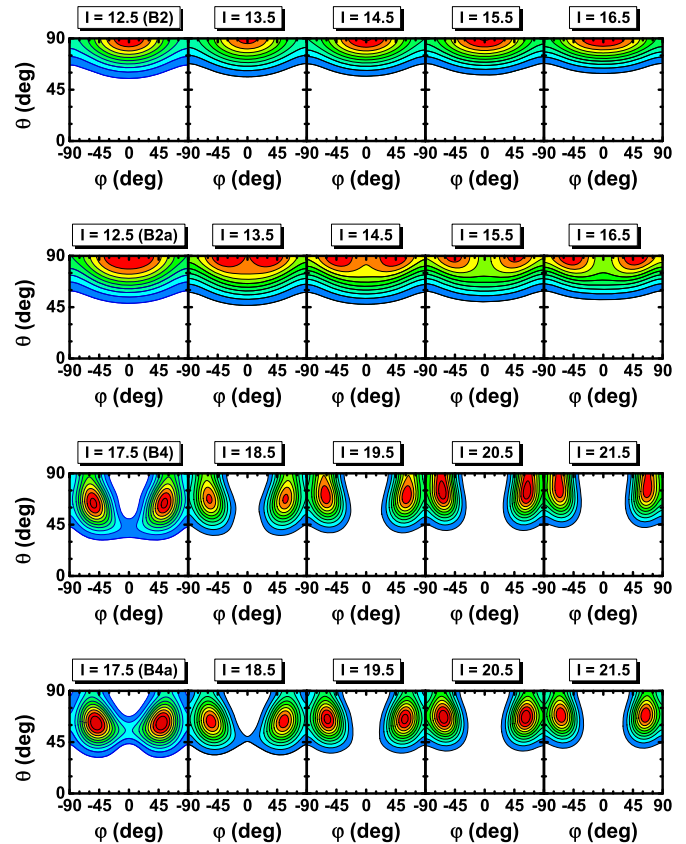 I = 12.5 (B2) I = 13.5 I = 14.5 I = 15.5 I = 16.5
90
45
0
θ (deg)
-90 -45 0 45 -90 -45 0 45 -90 -45 0 45 -90 -45 0 45 -90 -45 0 45 90
φ (deg) φ (deg) φ (deg) φ (deg) φ (deg)
I = 12.5 (B2a) I = 13.5 I = 14.5 I = 15.5 I = 16.5
90
45
0
θ (deg)
-90 -45 0 45 -90 -45 0 45 -90 -45 0 45 -90 -45 0 45 -90 -45 0 45 90
φ (deg) φ (deg) φ (deg) φ (deg) φ (deg)
I = 17.5 (B4) I = 18.5 I = 19.5 I = 20.5 I = 21.5
90
45
0
θ (deg)
-90 -45 0 45 -90 -45 0 45 -90 -45 0 45 -90 -45 0 45 -90 -45 0 45 90
φ (deg) φ (deg) φ (deg) φ (deg) φ (deg)
I = 17.5 (B4a) I = 18.5 I = 19.5 I = 20.5 I = 21.5
90
45
0
θ (deg)
-90 -45 0 45 -90 -45 0 45 -90 -45 0 45 -90 -45 0 45 -90 -45 0 45 90
φ (deg) φ (deg) φ (deg) φ (deg) φ (deg)